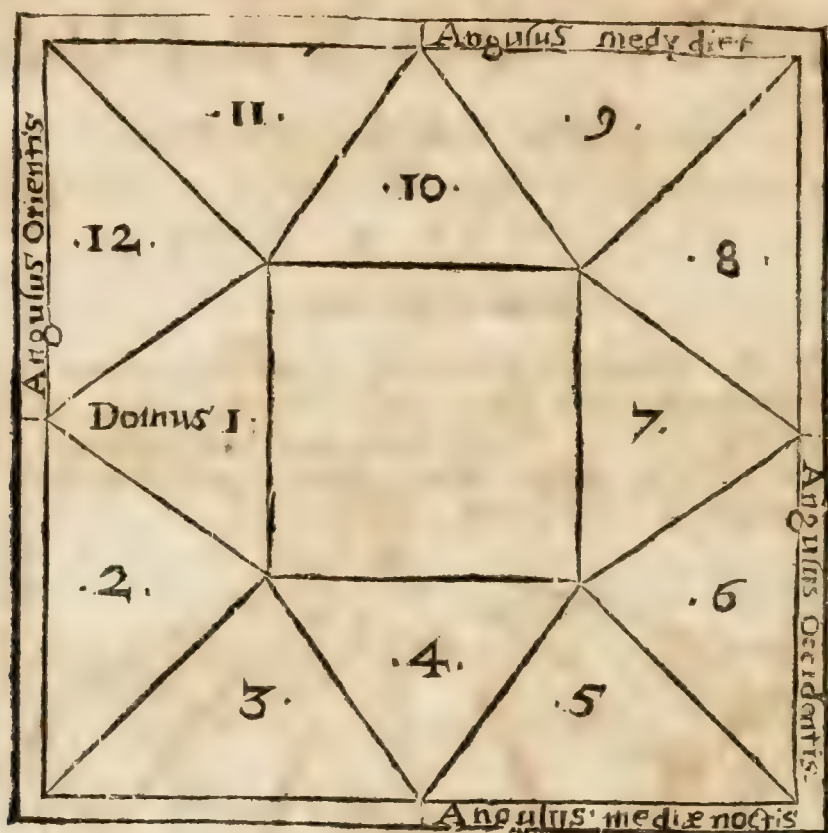 Angulus medy diei
.11.
.9.
.10.
Angulus Orientis
.12.
.8.
Domus 1.
7.
Angulus Occidentis.
.2.
.6
.4.
3.
.5
Angulus. mediæ noctis